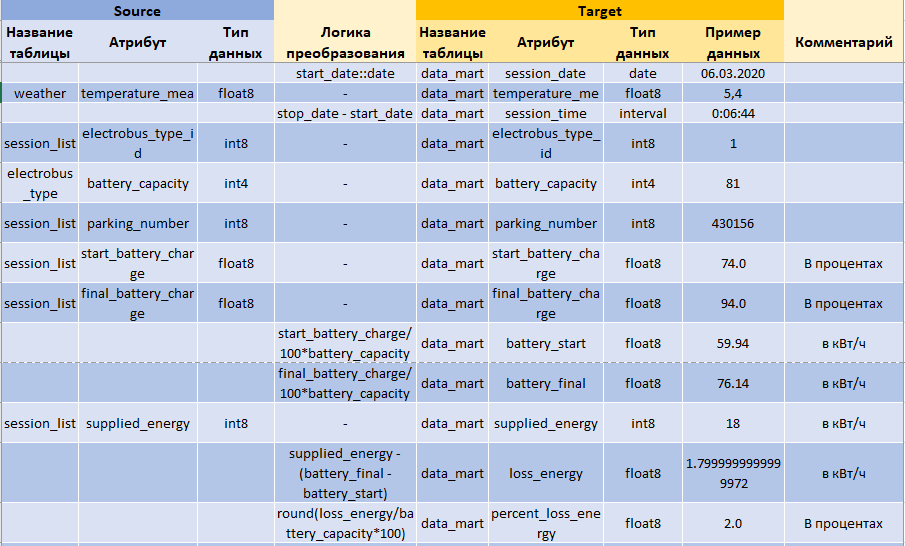 Source Target
Название таблицы Атрибут Тип данных Логика преобразования Название таблицы Атрибут Тип данных Пример данных Комментарий
start_date::date data_mart session_date date 06.03.2020
weather temperature_mea float8 - data_mart temperature_me float8 5,4
stop_date - start_date data_mart session_time interval 0:06:44
session_list electrobus_type_id int8 - data_mart electrobus_type_id int8 1
electrobus_type battery_capacity int4 - data_mart battery_capacity int4 81
session_list parking_number int8 - data_mart parking_number int8 430156
session_list start_battery_charge float8 - data_mart start_battery_charge float8 74.0 В процентах
session_list final_battery_charge float8 - data_mart final_battery_charge float8 94.0 В процентах
start_battery_charge/100*battery_capacity data_mart battery_start float8 59.94 в кВт/ч
final_battery_charge/100*battery_capacity data_mart battery_final float8 76.14 в кВт/ч
session_list supplied_energy int8 - data_mart supplied_energy int8 18 в кВт/ч
supplied_energy - (battery_final - battery_start) data_mart loss_energy float8 1.7999999999999972 в кВт/ч
round(loss_energy/battery_capacity*100) data_mart percent_loss_energy float8 2.0 В процентах